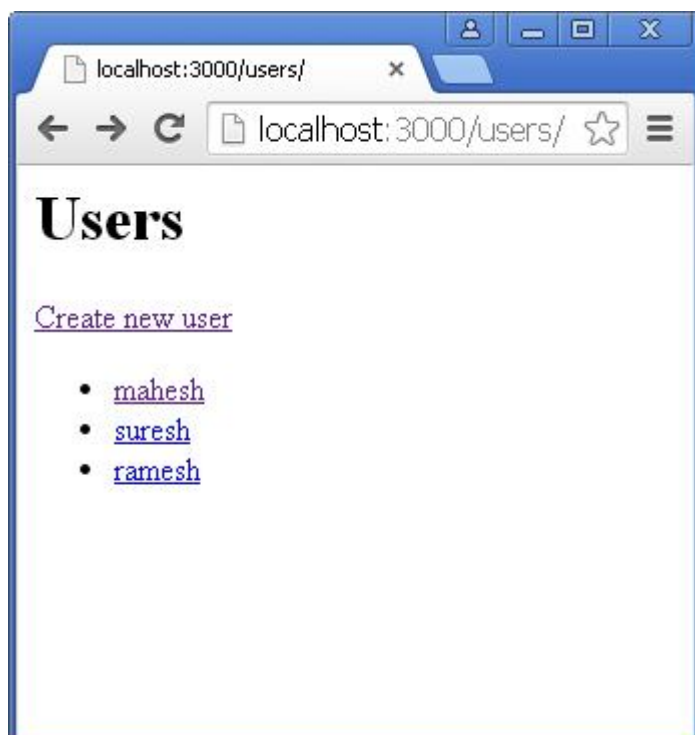 localhost:3000/users/
localhost:3000/users/
Users
Create new user
mahesh
suresh
ramesh